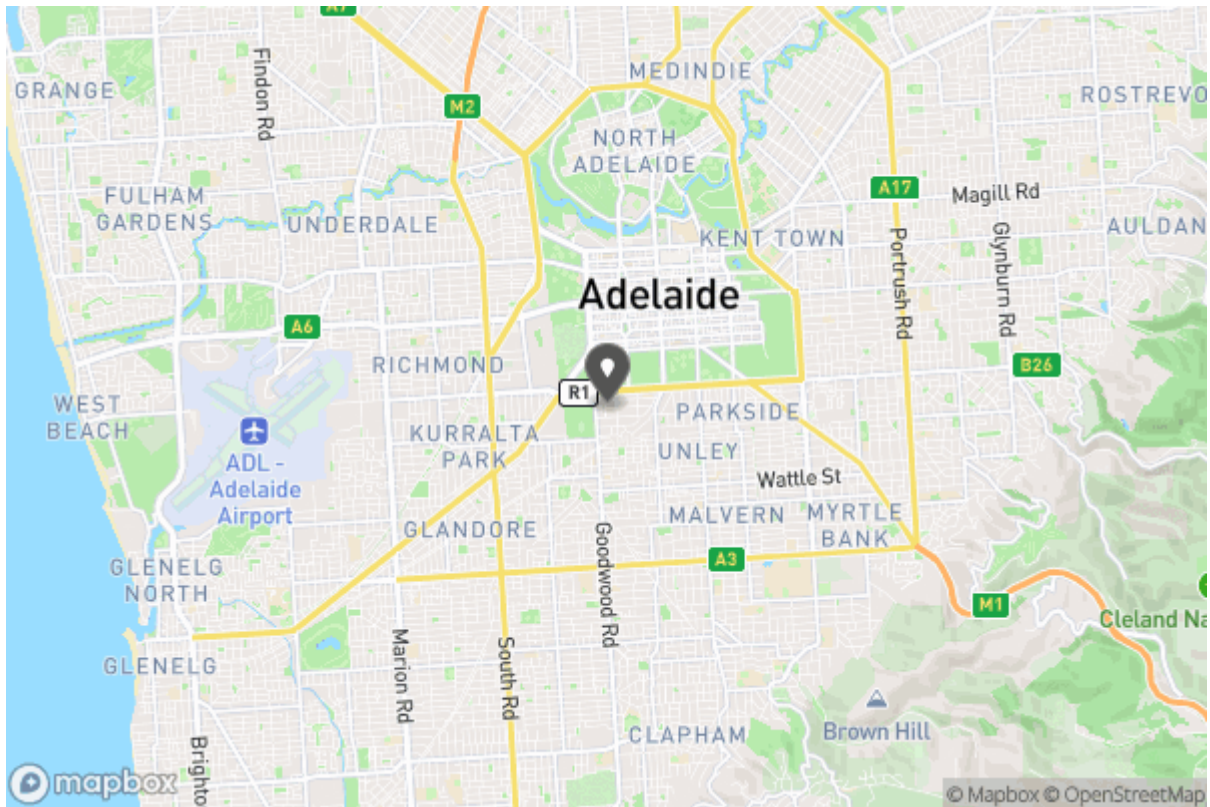 A7
GRANGE
Findon Rd
M2
MEDINDIE
ROSTREVO
NORTH
ADELAIDE
A17
Magill Rd
FULHAM
GARDENS
UNDERDALE
KENT TOWN
Portrush Rd
Glynburn Rd
AULDAN
Adelaide
A6
RICHMOND
B26
R1
WEST
BEACH
KURRALTA
PARK
PARKSIDE
UNLEY
ADL -
Adelaide
Airport
Wattle St
GLANDORE
MALVERN
MYRTLE
BANK
Goodwood Rd
A3
GLENELG
NORTH
M1
Cleland Na
GLENELG
Marion Rd
South Rd
Brown Hill
CLAPHAM
Brighto
mapbox
© Mapbox © OpenStreetMap